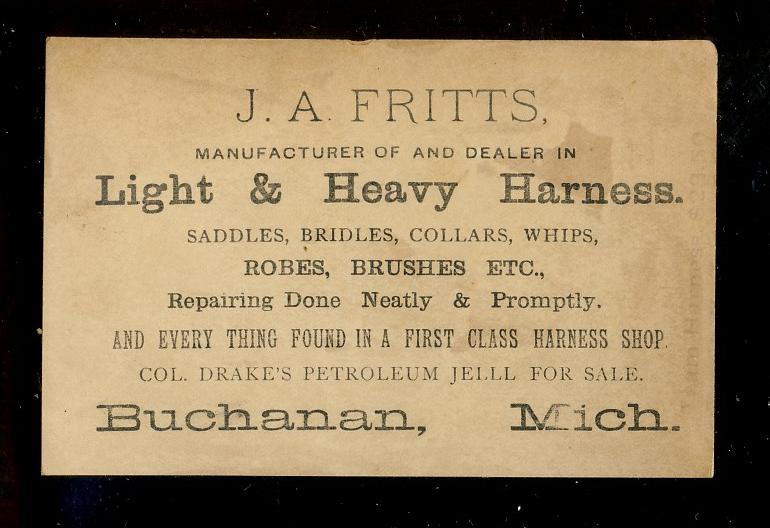 J. A. FRITTS,
MANUFACTURER OF AND DEALER IN
Light & Heavy Harness.
SADDLES, BRIDLES, COLLARS, WHIPS,
ROBES, BRUSHES ETC.,
Repairing Done Neatly & Promptly.
AND EVERY THING FOUND IN A FIRST CLASS HARNESS SHOP.
COL. DRAKE'S PETROLEUM JELLL FOR SALE.
Buchanan, Mich.